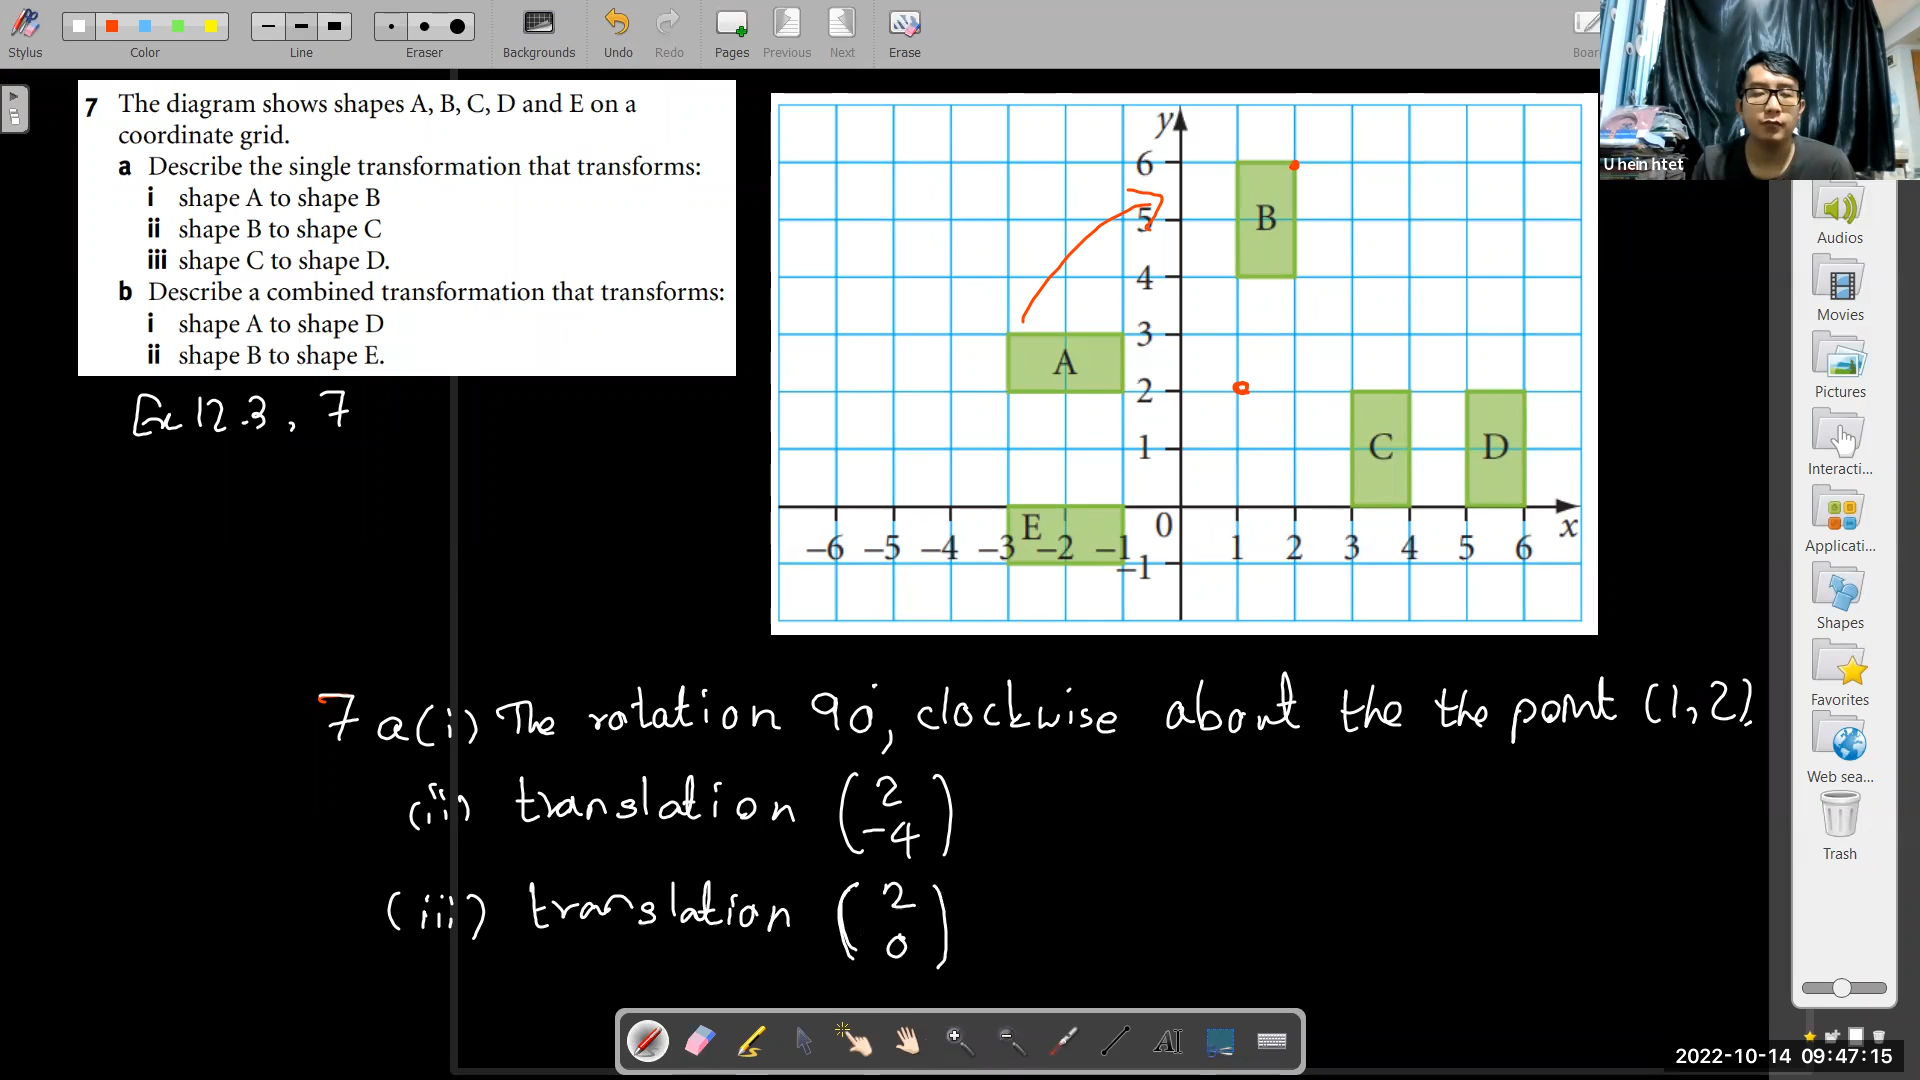 Stylus
Color
Line
Eraser
Backgrounds
Undo
Redo
Pages
Previous
Next
Erase
7 The diagram shows shapes A, B, C, D and E on a
coordinate grid.
a Describe the single transformation that transforms:
i shape A to shape B
ii shape B to shape C
iii shape C to shape D.
b Describe a combined transformation that transforms:
i shape A to shape D
ii shape B to shape E.
Ex 12.3, 7
y
6
5
4
3
2
1
0
–1
–6 –5 –4 –3 –2 –1 1 2 3 4 5 6
x
A
B
C
D
E
7 a(i) The rotation 90°, clockwise about the the point (1,2).
(ii) translation (2
-4)
(iii) translation (2
0)
U hein htet
Audios
Movies
Pictures
Interacti...
Applicati...
Shapes
Favorites
Web sea...
Trash
AI
2022-10-14 09:47:15